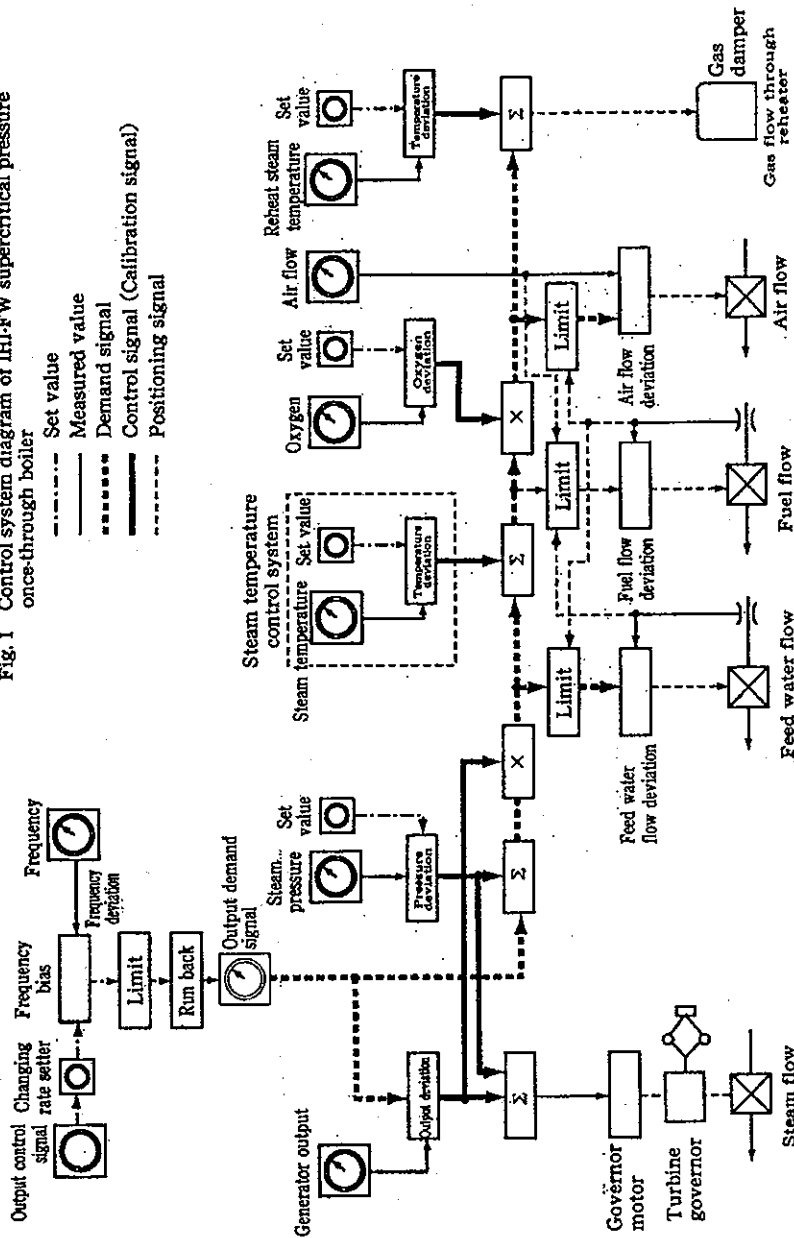 Fig. 1 Control system diagram of IHI-FW supercritical pressure
once-through boiler
Set value
Measured value
Demand signal
Control signal (Calibration signal)
Positioning signal
Output control
signal
Changing
rate setter
Frequency
bias
Frequency
Frequency
deviation
Limit
Run back
Output demand
signal
Generator output
Output deviation
Σ
Governor
motor
Turbine
governor
Steam flow
Steam...
pressure
Set
value
Pressure
deviation
Σ
×
Steam temperature
control system
Steam temperature
Set value
Temperature
deviation
Σ
Oxygen
Set
value
Oxygen
deviation
×
Air flow
Reheat steam
temperature
Set
value
Temperature
deviation
Σ
Limit
Limit
Limit
Feed water
flow deviation
Fuel flow
deviation
Air flow
deviation
Feed water flow
Fuel flow
Air flow
Gas
damper
Gas flow through
reheater